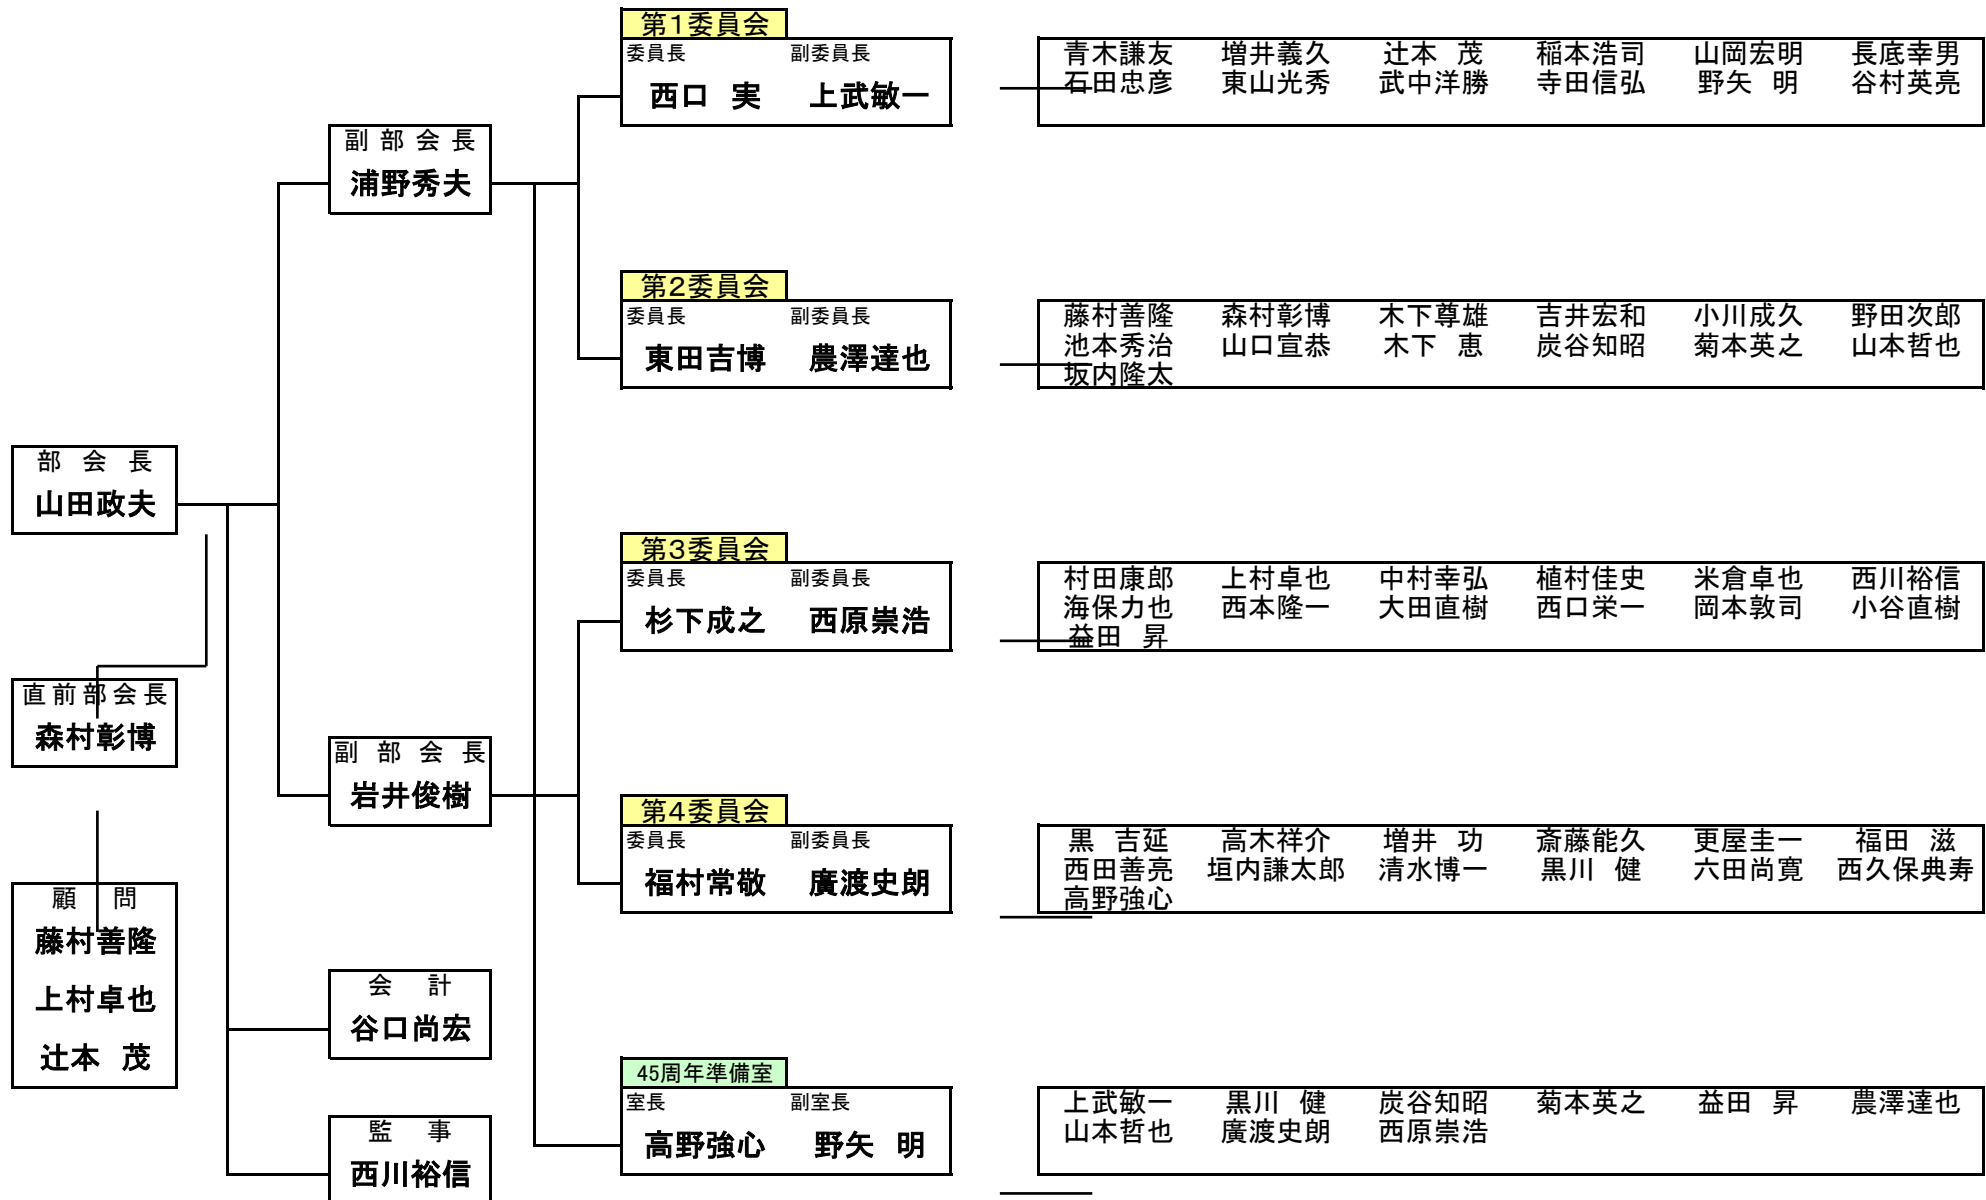 部 会 長
山田政夫
直前部会長
森村彰博
顧 問
藤村善隆
上村卓也
辻本 茂
副部会長
浦野秀夫
副部会長
岩井俊樹
会 計
谷口尚宏
監 事
西川裕信
第1委員会
委員長 副委員長
西口 実 上武敏一
青木謙友 増井義久 辻本 茂 稲本浩司 山岡宏明 長底幸男
石田忠彦 東山光秀 武中洋勝 寺田信弘 野矢 明 谷村英亮
第2委員会
委員長 副委員長
東田吉博 農澤達也
藤村善隆 森村彰博 木下尊雄 吉井宏和 小川成久 野田次郎
池本秀治 山口宣恭 木下 恵 炭谷知昭 菊本英之 山本哲也
坂内隆太
第3委員会
委員長 副委員長
杉下成之 西原崇浩
村田康郎 上村卓也 中村幸弘 植村佳史 米倉卓也 西川裕信
海保力也 西本隆一 大田直樹 西口栄一 岡本敦司 小谷直樹
益田 昇
第4委員会
委員長 副委員長
福村常敬 廣渡史朗
黒 吉延 高木祥介 増井 功 斎藤能久 更屋圭一 福田 滋
西田善亮 垣内謙太郎 清水博一 黒川 健 六田尚寛 西久保典寿
高野強心
45周年準備室
室長 副室長
高野強心 野矢 明
上武敏一 黒川 健 炭谷知昭 菊本英之 益田 昇 農澤達也
山本哲也 廣渡史朗 西原崇浩